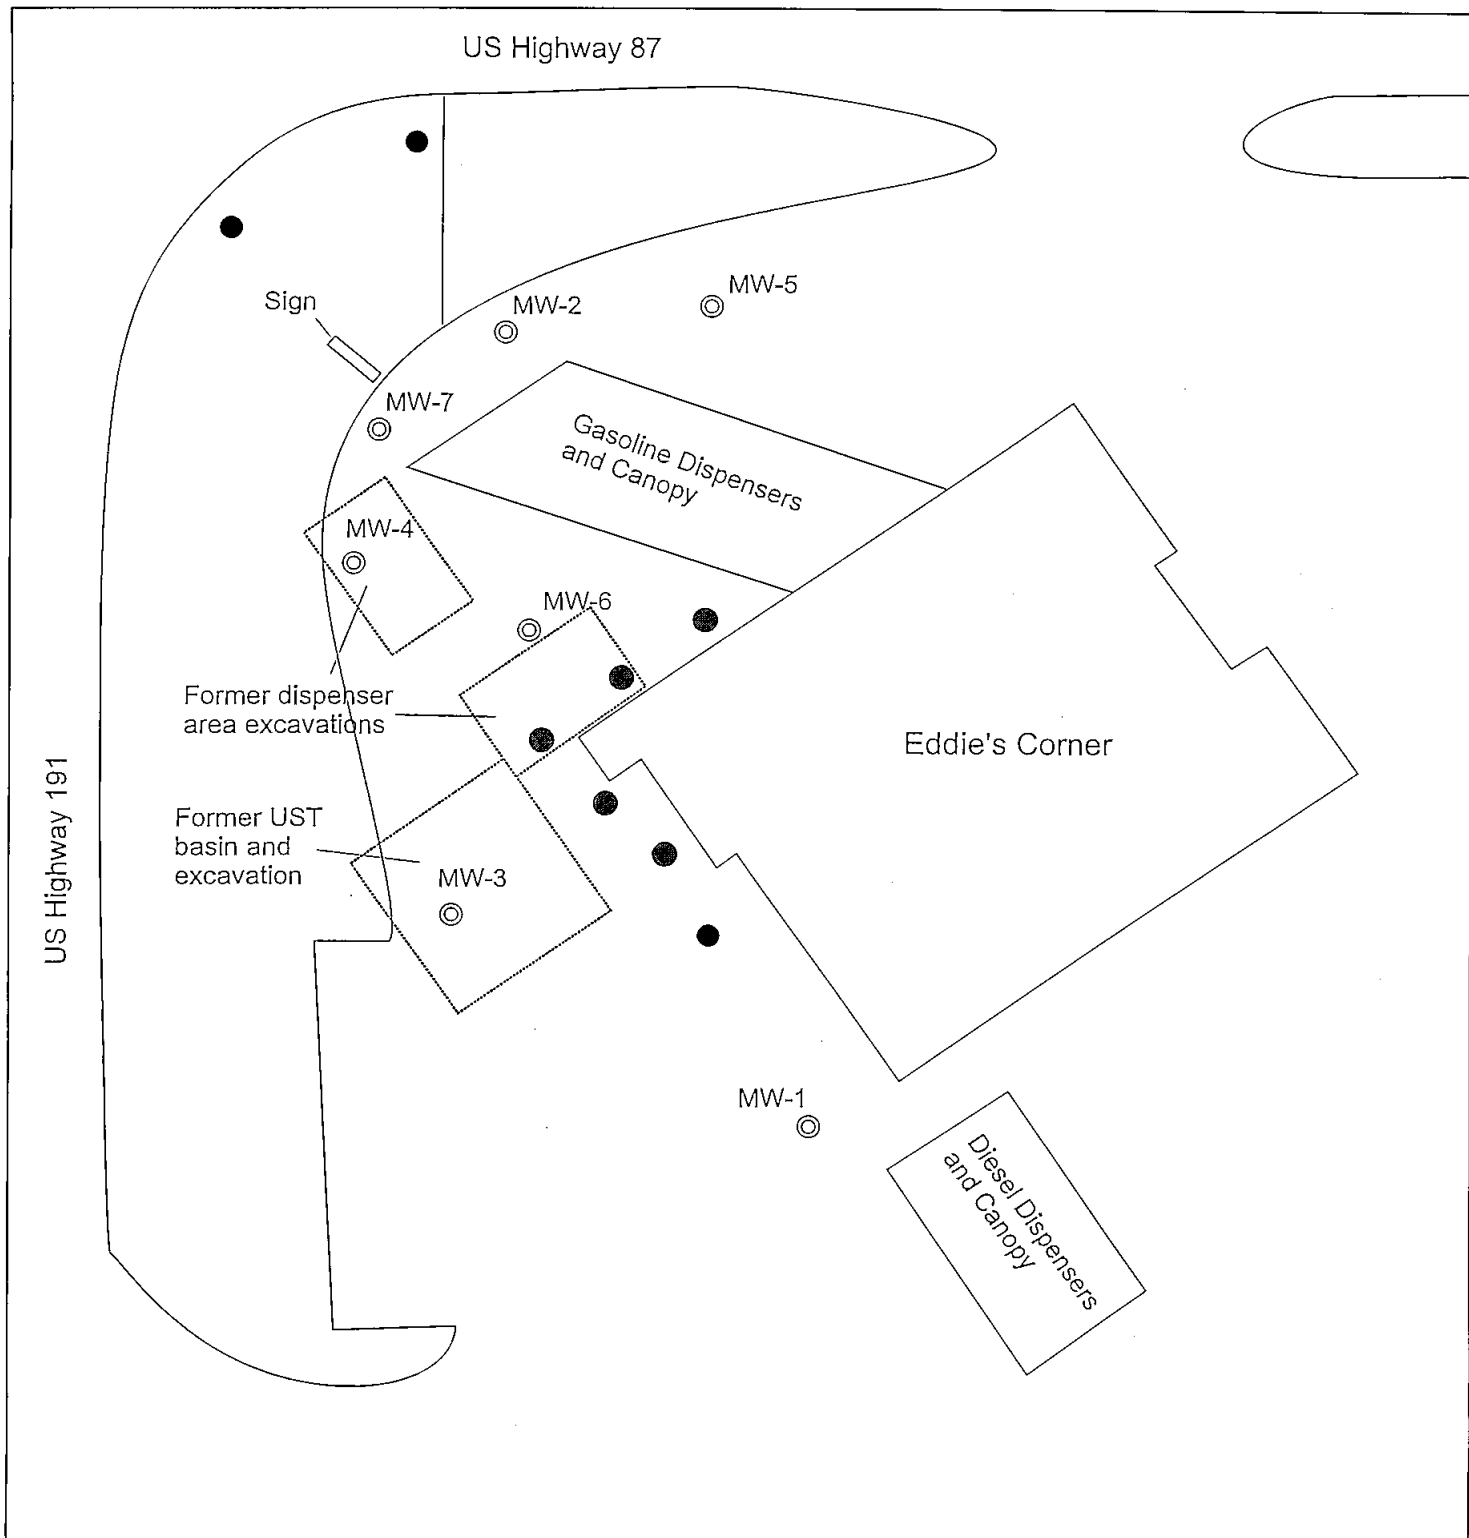 US Highway 87
MW-5
Sign
MW-2
MW-7
Gasoline Dispensers
and Canopy
MW-4
MW-6
Former dispenser
area excavations
Eddie's Corner
US Highway 191
Former UST
basin and
excavation
MW-3
MW-1
Diesel Dispensers
and Canopy